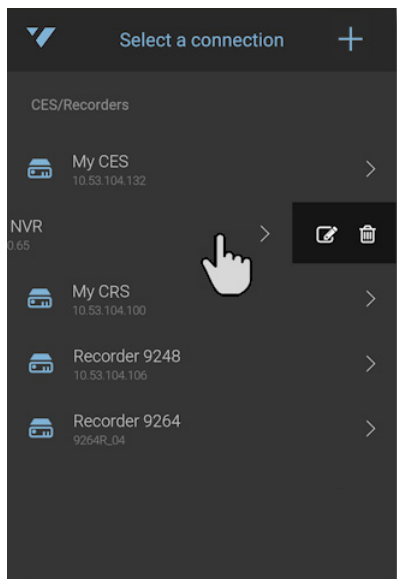 Select a connection
CES/Recorders
My CES
10.53.104.132
NVR
0.65
My CRS
10.53.104.100
Recorder 9248
10.53.104.106
Recorder 9264
9264R_04